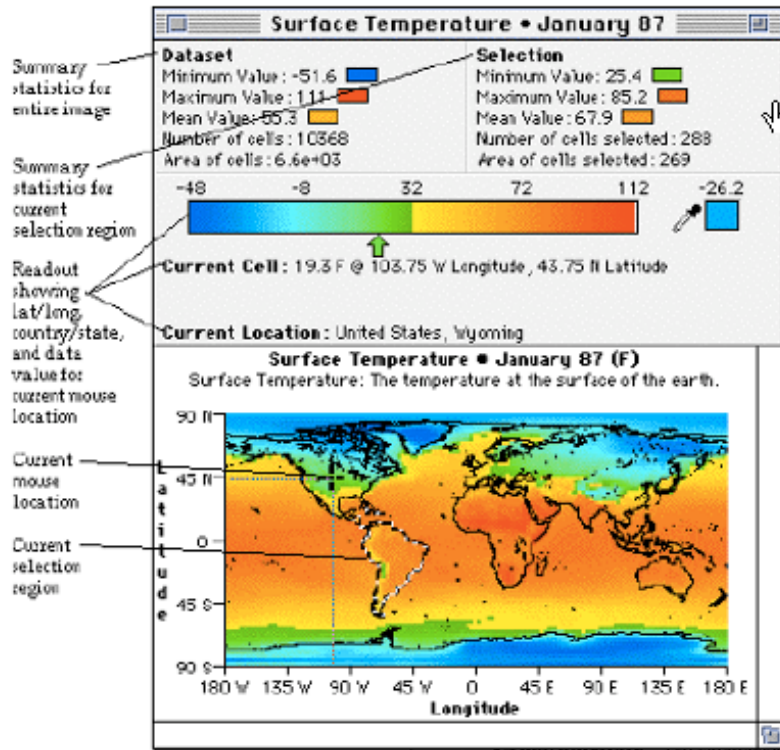 Surface Temperature • January 87
Summary
statistics for
entire image
Summary
statistics for
current
selection region
Readout
showing
lat/long,
country/state,
and data
value for
current mouse
location
Current
mouse
location
Current
selection
region
Dataset
Minimum Value: -51.6
Maximum Value: 111
Mean Value: 55.3
Number of cells: 10368
Area of cells: 6.6e+03
Selection
Minimum Value: 25.4
Maximum Value: 85.2
Mean Value: 67.9
Number of cells selected: 288
Area of cells selected: 269
-48 -8 32 72 112 -26.2
Current Cell: 19.3 F @ 103.75 W Longitude, 43.75 N Latitude
Current Location: United States, Wyoming
Surface Temperature • January 87 (F)
Surface Temperature: The temperature at the surface of the earth.
Latitude
90 N
45 N
0
45 S
90 S
180 W 135 W 90 W 45 W 0 45 E 90 E 135 E 180 E
Longitude